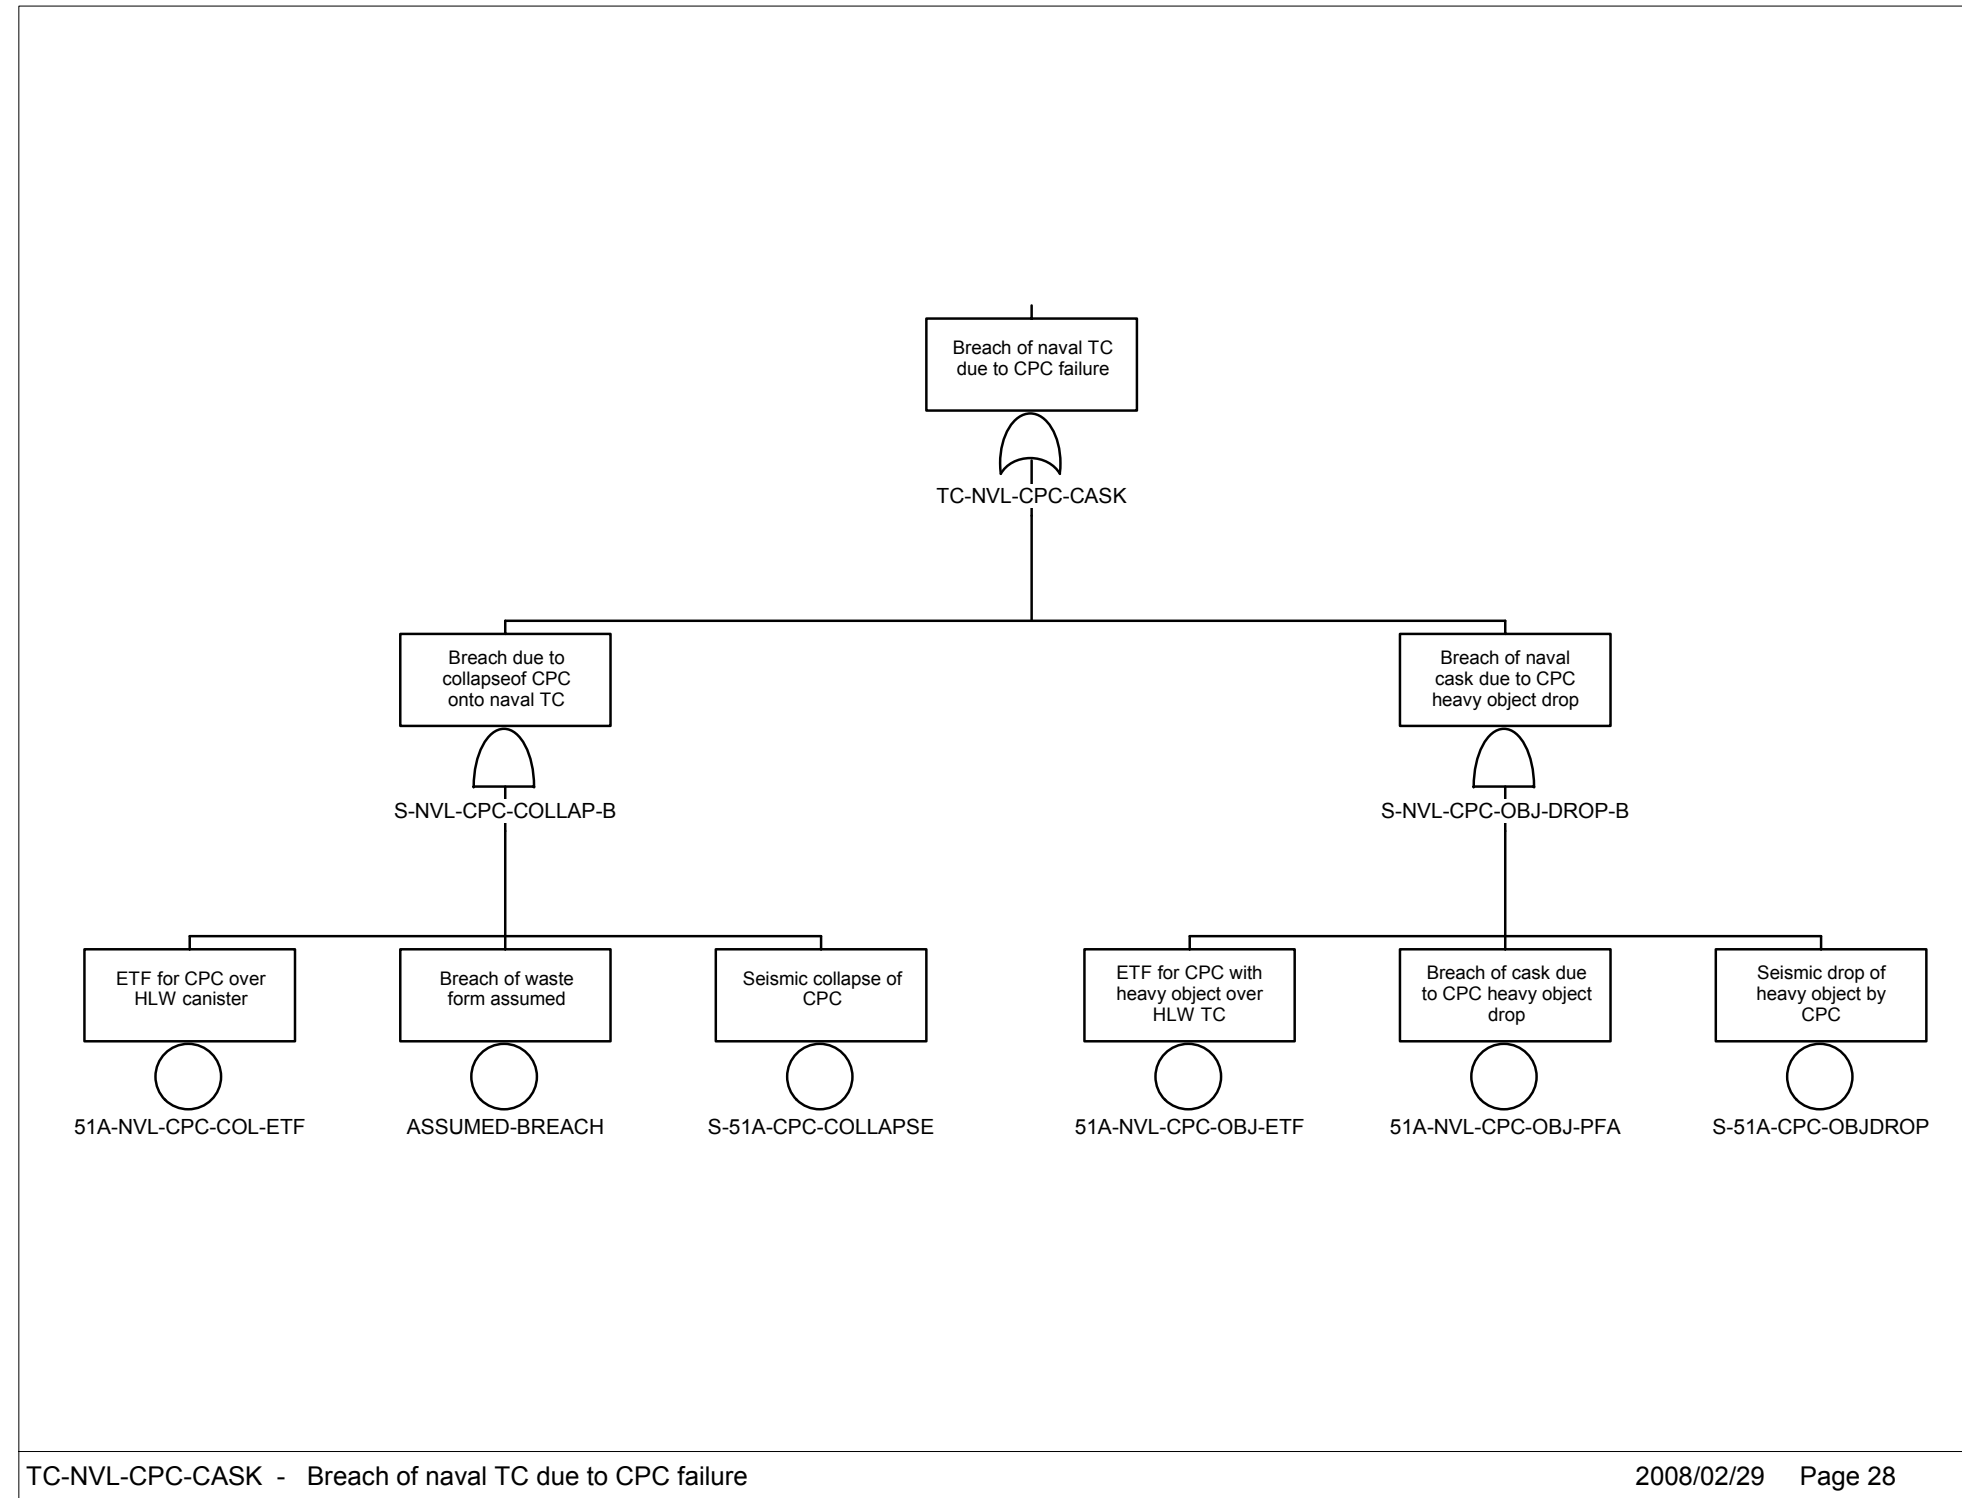 Breach of naval TC
due to CPC failure
TC-NVL-CPC-CASK
Breach due to
collapseof CPC
onto naval TC
S-NVL-CPC-COLLAP-B
Breach of naval
cask due to CPC
heavy object drop
S-NVL-CPC-OBJ-DROP-B
ETF for CPC over
HLW canister
51A-NVL-CPC-COL-ETF
Breach of waste
form assumed
ASSUMED-BREACH
Seismic collapse of
CPC
S-51A-CPC-COLLAPSE
ETF for CPC with
heavy object over
HLW TC
51A-NVL-CPC-OBJ-ETF
Breach of cask due
to CPC heavy object
drop
51A-NVL-CPC-OBJ-PFA
Seismic drop of
heavy object by
CPC
S-51A-CPC-OBJDROP
TC-NVL-CPC-CASK - Breach of naval TC due to CPC failure
2008/02/29 Page 28